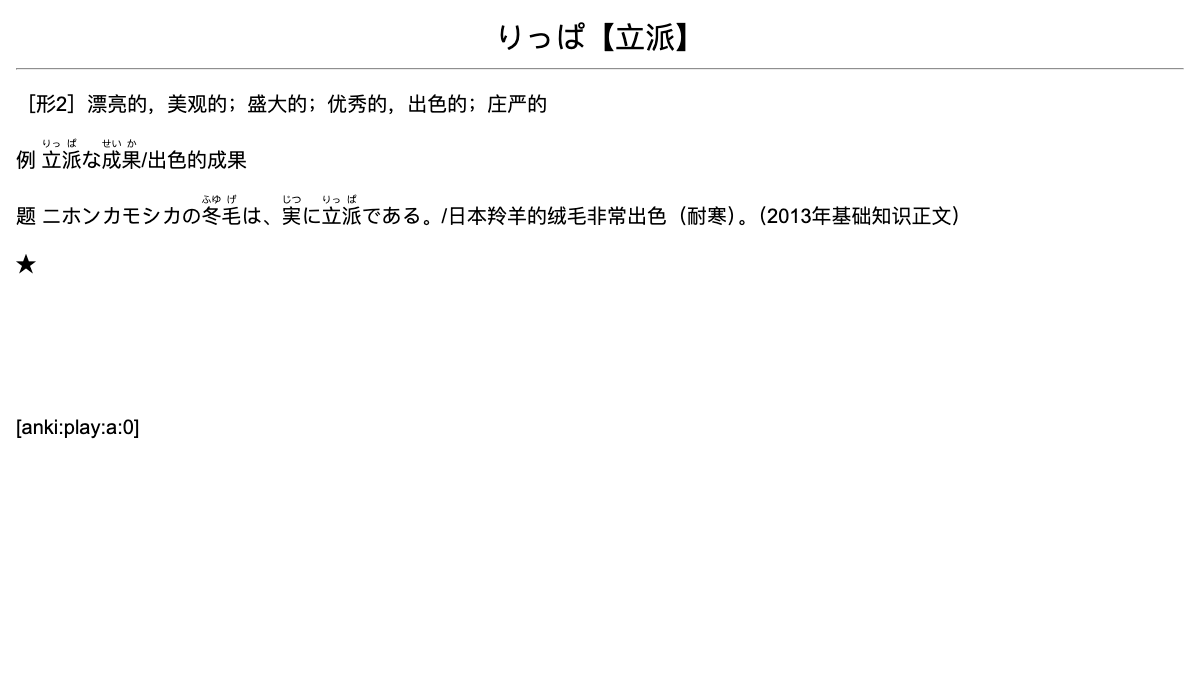 りっぱ【立派】
［形2］漂亮的，美观的；盛大的；优秀的，出色的；庄严的
りっ ぱ せい か
例 立派な成果/出色的成果
ふゆ げ じつ りっ ぱ
题 ニホンカモシカの冬毛は、実に立派である。/日本羚羊的绒毛非常出色（耐寒）。（2013年基础知识正文）
★
[anki:play:a:0]